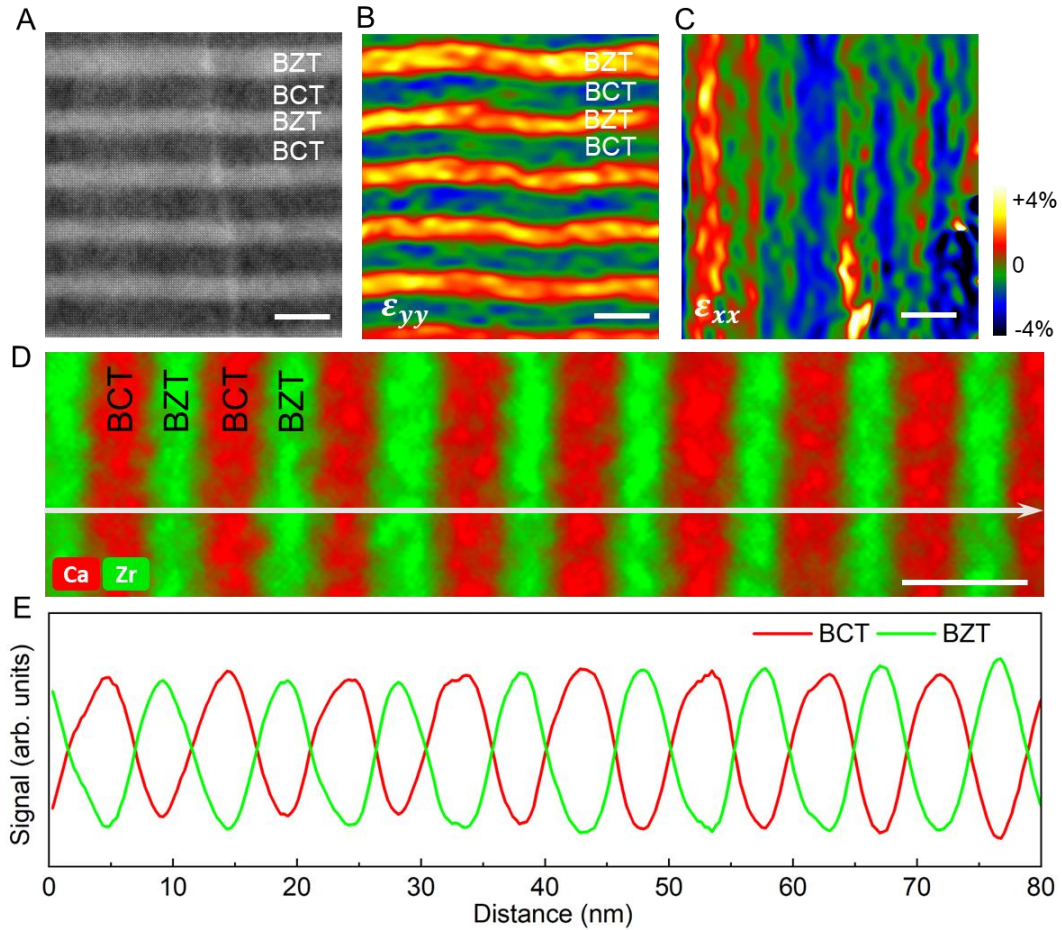 A
BZT
BCT
BZT
BCT
B
BZT
BCT
BZT
BCT
εyy
C
εxx
+4%
0
-4%
D
BCT
BZT
BCT
BZT
Ca
Zr
E
BCT
BZT
Signal (arb. units)
0 10 20 30 40 50 60 70 80
Distance (nm)